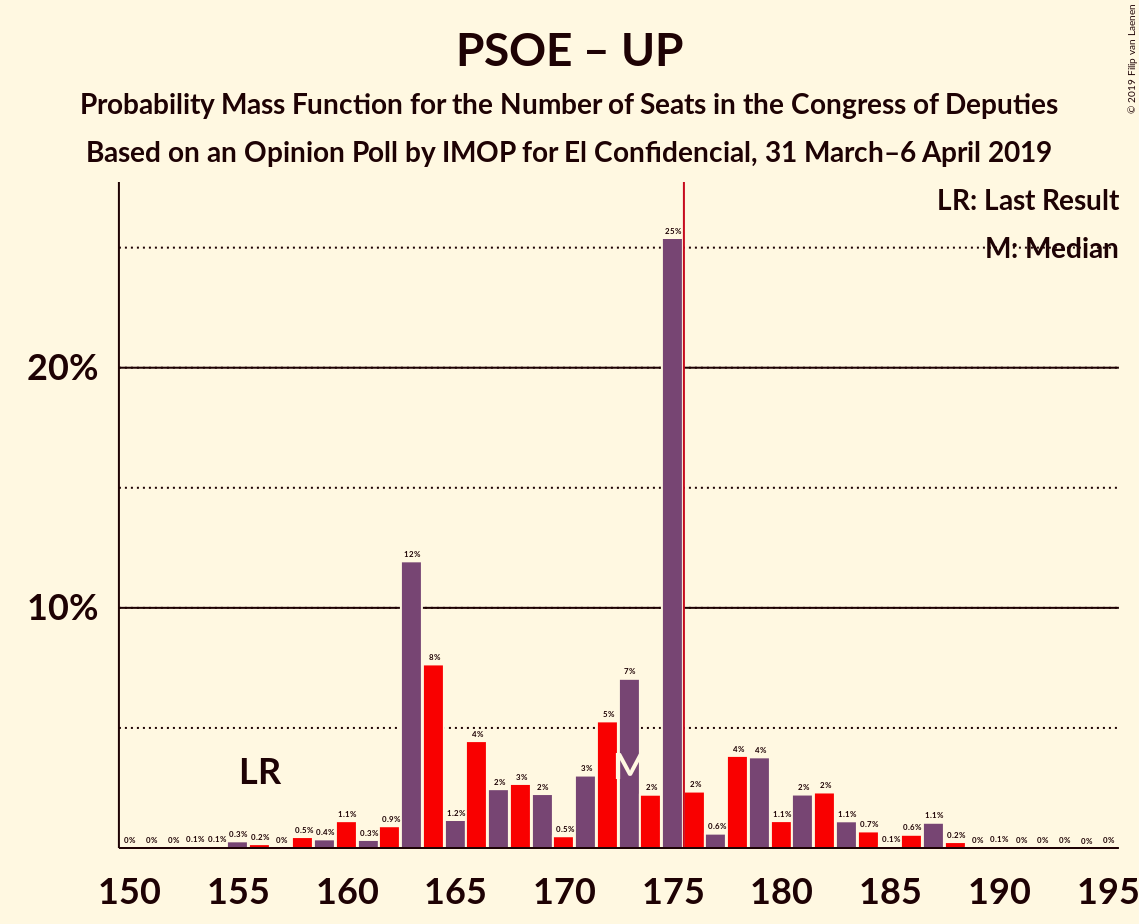 PSOE – UP
Probability Mass Function for the Number of Seats in the Congress of Deputies
Based on an Opinion Poll by IMOP for El Confidencial, 31 March–6 April 2019
© 2019 Filip van Laenen
LR: Last Result
M: Median
20%
10%
0% 0% 0% 0.1% 0.1% 0.3% 0.2% 0% 0.5% 0.4% 1.1% 0.3% 0.9% 12% 8% 1.2% 4% 2% 3% 2% 0.5% 3% 5% 7% 2% 25% 2% 0.6% 4% 4% 1.1% 2% 2% 1.1% 0.7% 0.1% 0.6% 1.1% 0.2% 0% 0.1% 0% 0% 0% 0% 0%
LR
M
150 155 160 165 170 175 180 185 190 195